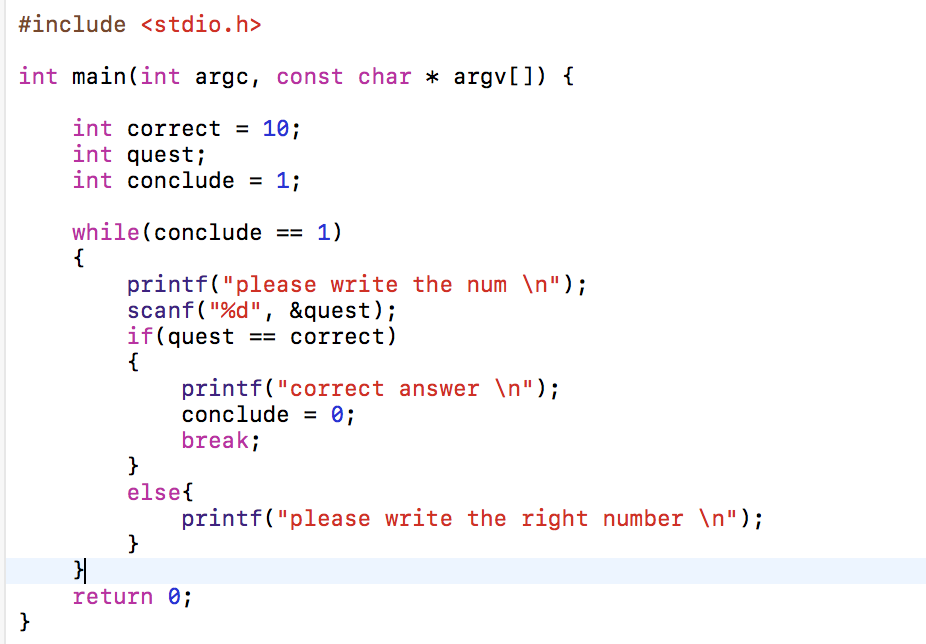 #include <stdio.h>
int main(int argc, const char * argv[]) {
int correct = 10;
int quest;
int conclude = 1;
while(conclude == 1)
{
printf("please write the num \n");
scanf("%d", &quest);
if(quest == correct)
{
printf("correct answer \n");
conclude = 0;
break;
}
else{
printf("please write the right number \n");
}
}
return 0;
}